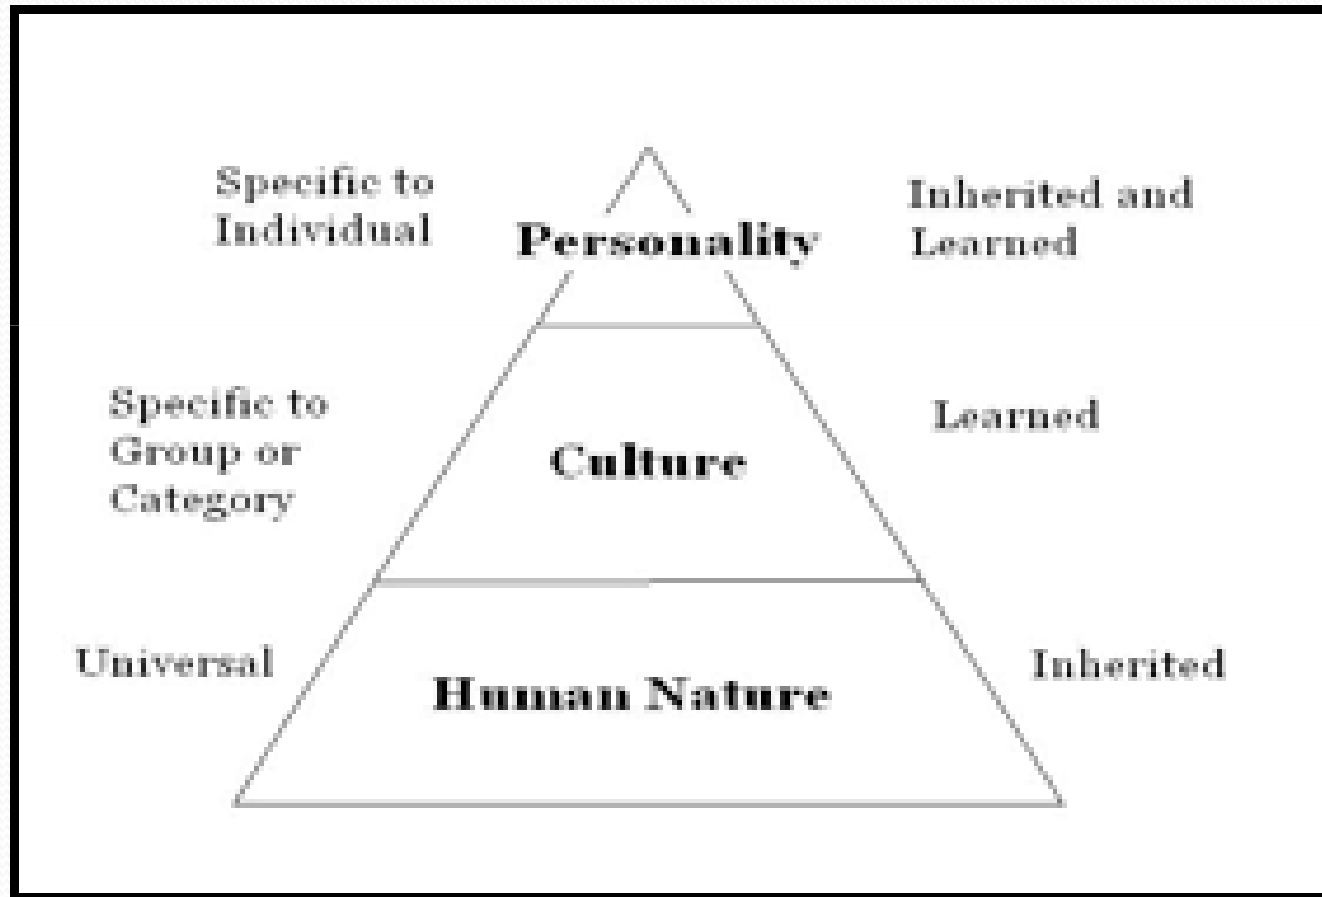 Specific to
Individual
Personality
Inherited and
Learned
Specific to
Group or
Category
Culture
Learned
Universal
Human Nature
Inherited